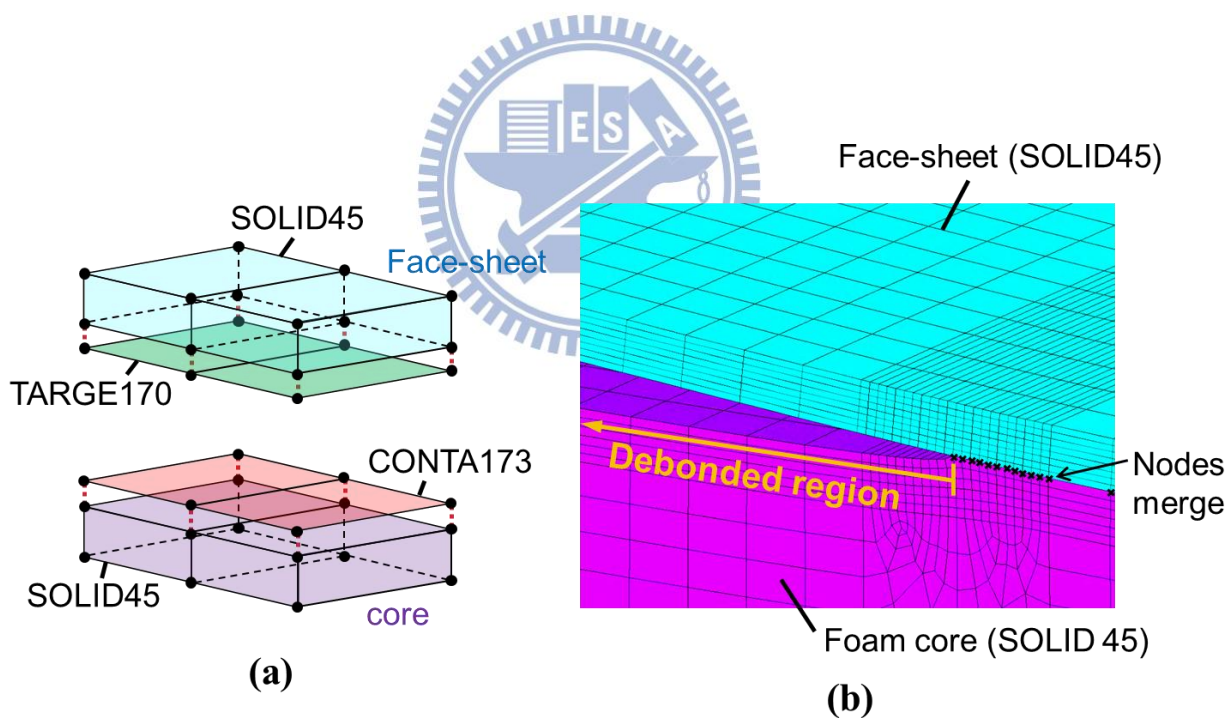 E S A
Face-sheet (SOLID45)
SOLID45
Face-sheet
TARGE170
CONTA173
SOLID45
core
(a)
Debonded region
Nodes
merge
Foam core (SOLID 45)
(b)